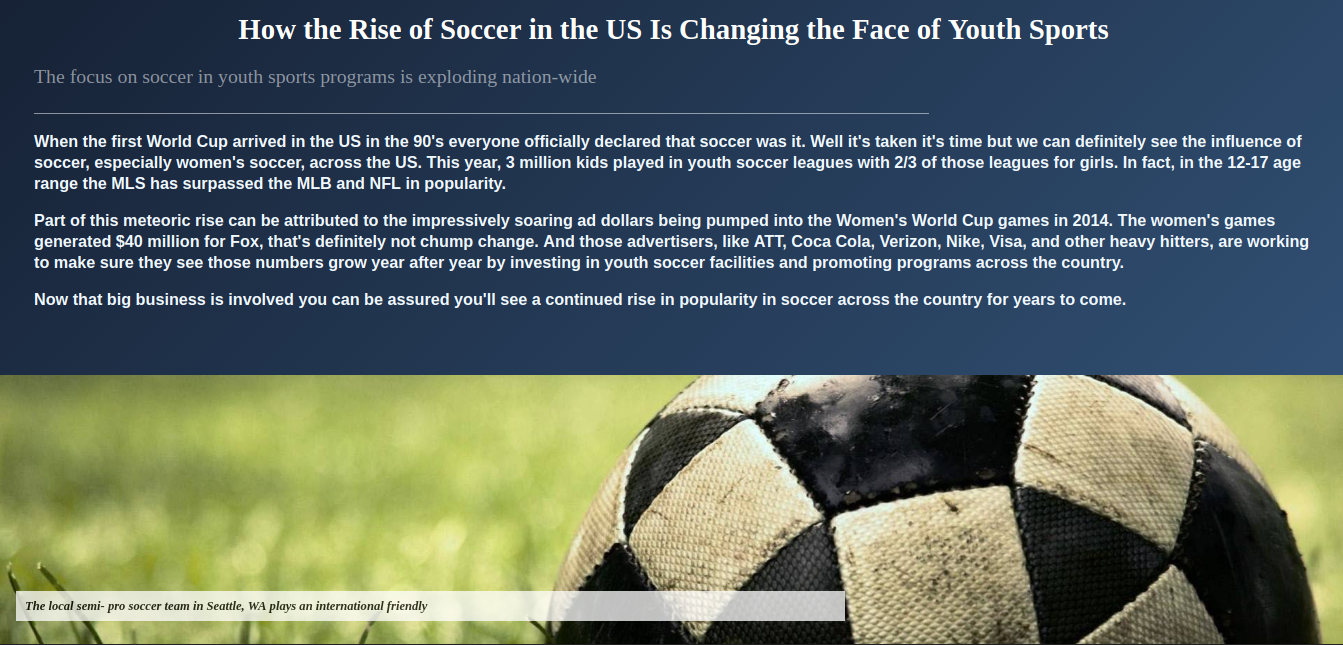 How the Rise of Soccer in the US Is Changing the Face of Youth Sports
The focus on soccer in youth sports programs is exploding nation-wide
When the first World Cup arrived in the US in the 90's everyone officially declared that soccer was it. Well it's taken it's time but we can definitely see the influence of
soccer, especially women's soccer, across the US. This year, 3 million kids played in youth soccer leagues with 2/3 of those leagues for girls. In fact, in the 12-17 age
range the MLS has surpassed the MLB and NFL in popularity.
Part of this meteoric rise can be attributed to the impressively soaring ad dollars being pumped into the Women's World Cup games in 2014. The women's games
generated $40 million for Fox, that's definitely not chump change. And those advertisers, like ATT, Coca Cola, Verizon, Nike, Visa, and other heavy hitters, are working
to make sure they see those numbers grow year after year by investing in youth soccer facilities and promoting programs across the country.
Now that big business is involved you can be assured you'll see a continued rise in popularity in soccer across the country for years to come.
The local semi- pro soccer team in Seattle, WA plays an international friendly